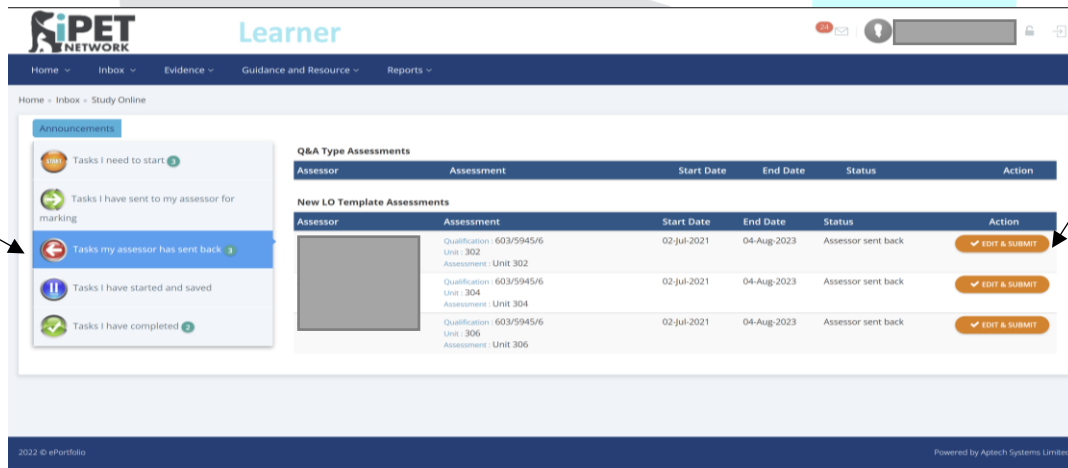 iPET
NETWORK
Learner
24
Home Inbox Evidence Guidance and Resource Reports
Home » Inbox » Study Online
Announcements
START Tasks I need to start 3
Tasks I have sent to my assessor for
marking
Tasks my assessor has sent back 3
Tasks I have started and saved
Tasks I have completed 2
Q&A Type Assessments
Assessor Assessment Start Date End Date Status Action
New LO Template Assessments
Assessor Assessment Start Date End Date Status Action
Qualification : 603/5945/6 02-Jul-2021 04-Aug-2023 Assessor sent back EDIT & SUBMIT
Unit : 302
Assessment : Unit 302
Qualification : 603/5945/6 02-Jul-2021 04-Aug-2023 Assessor sent back EDIT & SUBMIT
Unit : 304
Assessment : Unit 304
Qualification : 603/5945/6 02-Jul-2021 04-Aug-2023 Assessor sent back EDIT & SUBMIT
Unit : 306
Assessment : Unit 306
2022 © ePortfolio Powered by Aptech Systems Limited